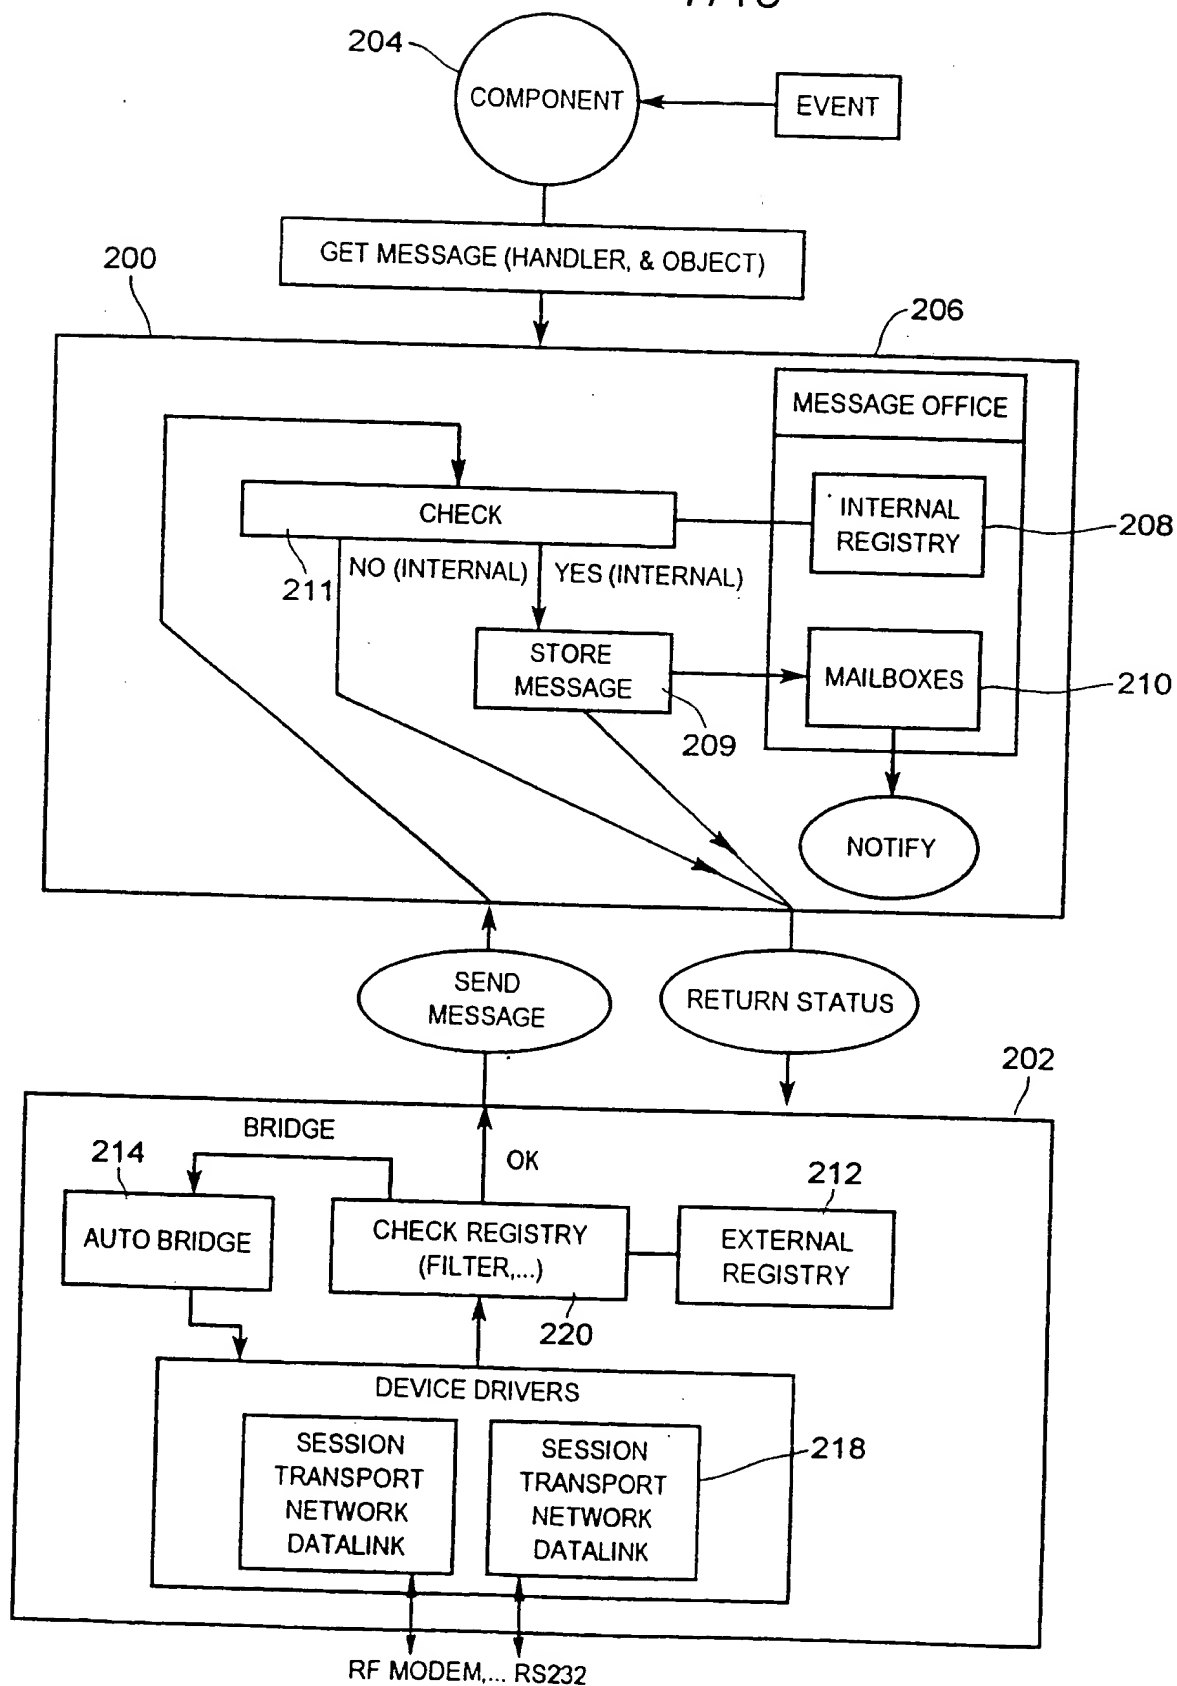 204
COMPONENT
EVENT
GET MESSAGE (HANDLER, & OBJECT)
200
206
MESSAGE OFFICE
CHECK
INTERNAL
REGISTRY
208
211
NO (INTERNAL)
YES (INTERNAL)
STORE
MESSAGE
209
MAILBOXES
210
NOTIFY
SEND
MESSAGE
RETURN STATUS
202
BRIDGE
214
OK
212
AUTO BRIDGE
CHECK REGISTRY
(FILTER,...)
EXTERNAL
REGISTRY
220
DEVICE DRIVERS
SESSION
TRANSPORT
NETWORK
DATALINK
SESSION
TRANSPORT
NETWORK
DATALINK
218
RF MODEM,... RS232